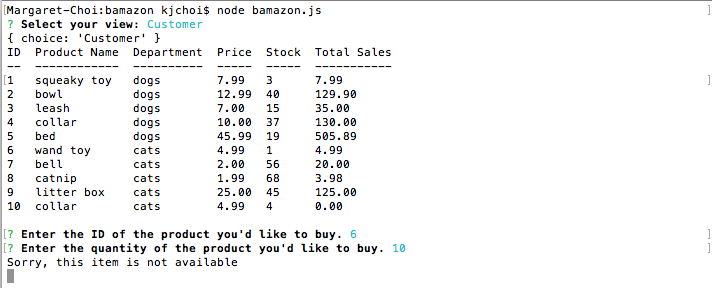 [Margaret-Choi:bamazon kjchoi$ node bamazon.js ]
? Select your view: Customer
{ choice: 'Customer' }
ID  Product Name  Department  Price  Stock  Total Sales
--  ------------  ----------  -----  -----  -----------
[1   squeaky toy   dogs        7.99   3      7.99 ]
2   bowl          dogs        12.99  40     129.90
3   leash         dogs        7.00   15     35.00
4   collar        dogs        10.00  37     130.00
5   bed           dogs        45.99  19     505.89
6   wand toy      cats        4.99   1      4.99
7   bell          cats        2.00   56     20.00
8   catnip        cats        1.99   68     3.98
9   litter box    cats        25.00  45     125.00
10  collar        cats        4.99   4      0.00
[? Enter the ID of the product you'd like to buy. 6 ]
[? Enter the quantity of the product you'd like to buy. 10 ]
Sorry, this item is not available